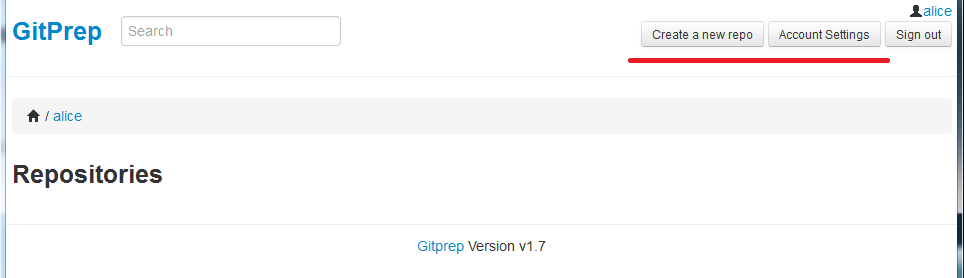 alice
GitPrep Search
Create a new repo Account Settings Sign out
/ alice
Repositories
Gitprep Version v1.7